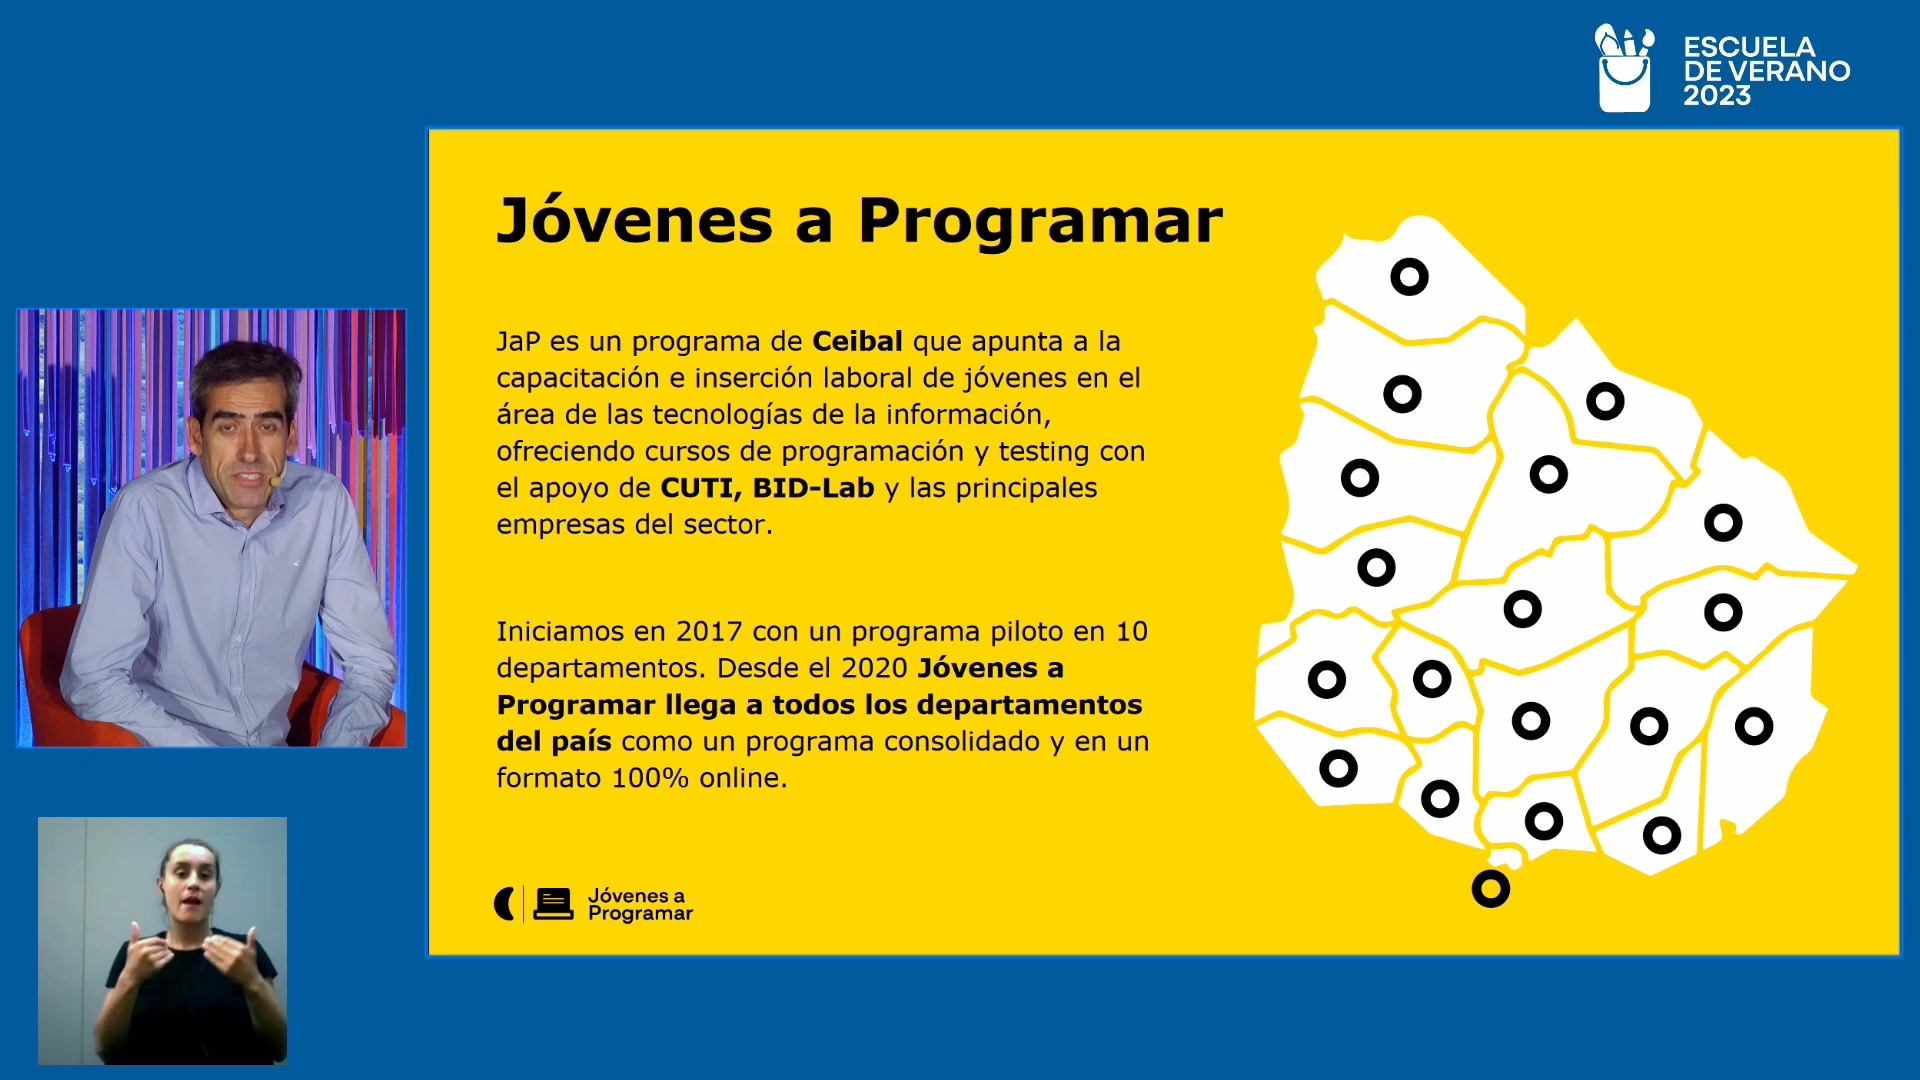 ESCUELA
DE VERANO
2023
Jóvenes a Programar
JaP es un programa de Ceibal que apunta a la
capacitación e inserción laboral de jóvenes en el
área de las tecnologías de la información,
ofreciendo cursos de programación y testing con
el apoyo de CUTI, BID-Lab y las principales
empresas del sector.
Iniciamos en 2017 con un programa piloto en 10
departamentos. Desde el 2020 Jóvenes a
Programar llega a todos los departamentos
del país como un programa consolidado y en un
formato 100% online.
Jóvenes a
Programar